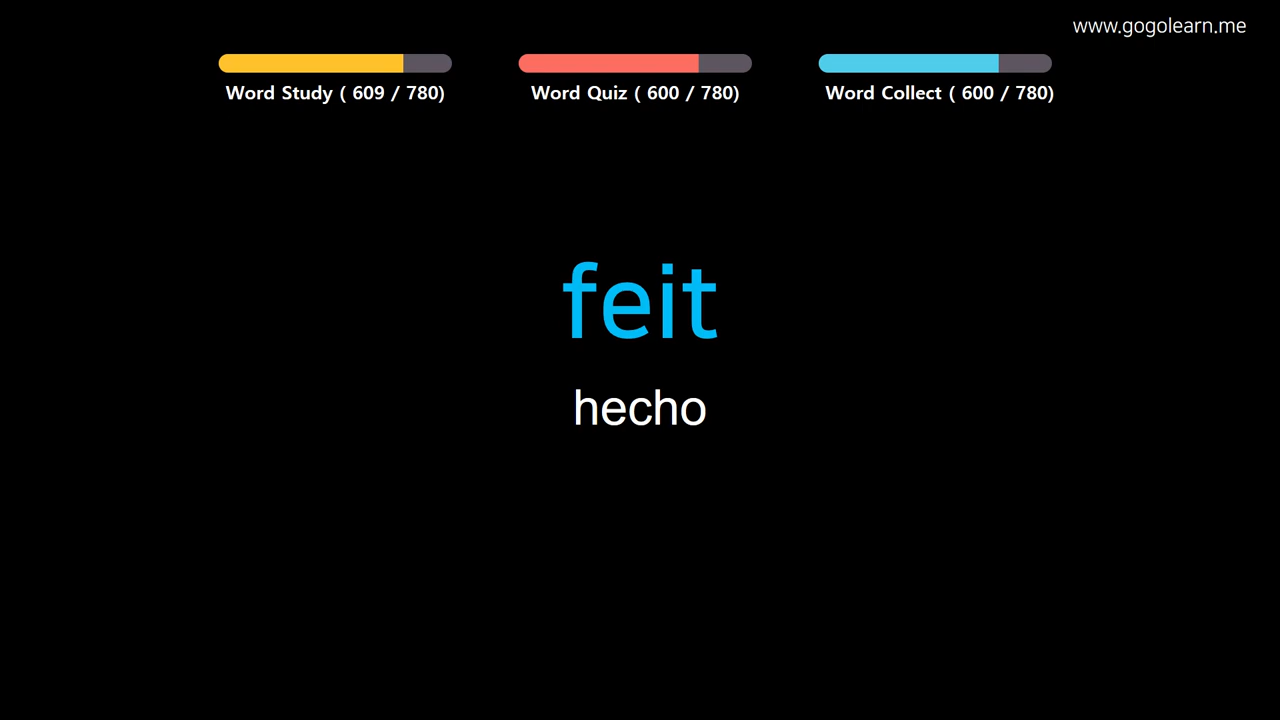 www.gogolearn.me
Word Study ( 609 / 780)
Word Quiz ( 600 / 780)
Word Collect ( 600 / 780)
feit
hecho